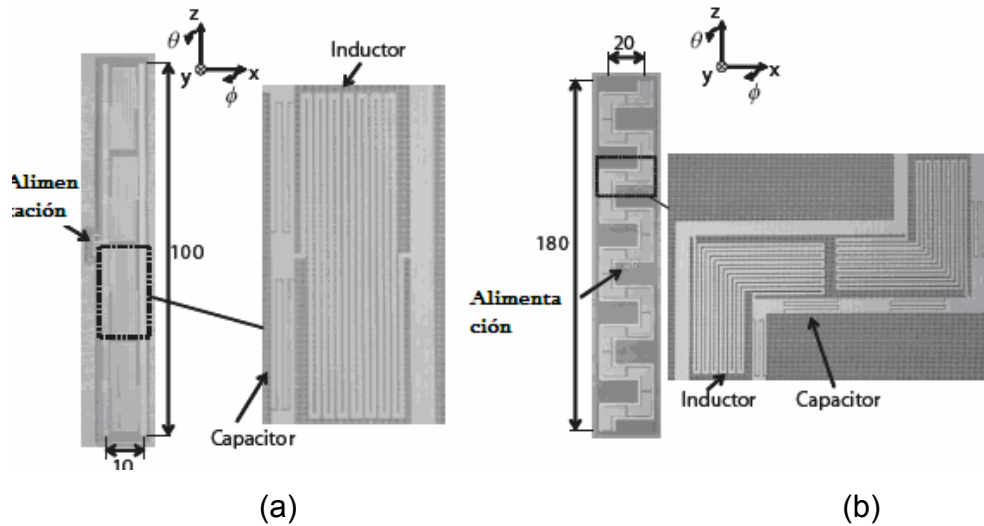 z
θ
y
x
ϕ
Inductor
Alimen
tación
100
Capacitor
10
(a)
20
z
θ
y
x
ϕ
180
Alimenta
ción
Inductor
Capacitor
(b)